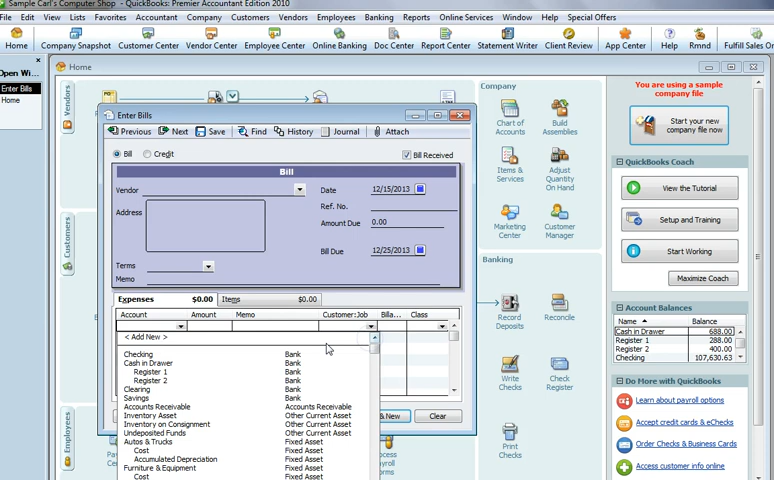 Sample Carl's Computer Shop - QuickBooks: Premier Accountant Edition 2010
File Edit View Lists Favorites Accountant Company Customers Vendors Employees Banking Reports Online Services Window Help Special Offers
Home Company Snapshot Customer Center Vendor Center Employee Center Online Banking Doc Center Report Center Statement Writer Client Review App Center Help Rmnd Fulfill Sales
Open Wi...
Enter Bills
Home
Home
Vendors
Customers
Employees
Enter Bills
Previous Next Save Find History Journal Attach
Bill Credit Bill Received
Bill
Vendor
Date 12/15/2013
Address
Ref. No.
Amount Due 0.00
Bill Due 12/25/2013
Terms
Memo
Expenses $0.00 Items $0.00
Account Amount Memo Customer:Job Billa... Class
< Add New >
Checking Bank
Cash in Drawer Bank
Register 1 Bank
Register 2 Bank
Clearing Bank
Savings Bank
Accounts Receivable Accounts Receivable
Inventory Asset Other Current Asset
Inventory on Consignment Other Current Asset
Undeposited Funds Other Current Asset
Autos & Trucks Fixed Asset
Cost Fixed Asset
Accumulated Depreciation Fixed Asset
Furniture & Equipment Fixed Asset
Cost Fixed Asset
& New Clear
Company
Chart of Accounts
Build Assemblies
Items & Services
Adjust Quantity On Hand
Marketing Center
Customer Manager
Banking
Record Deposits
Reconcile
Write Checks
Check Register
Print Checks
You are using a sample
company file
Start your new
company file now
QuickBooks Coach
View the Tutorial
Setup and Training
Start Working
Maximize Coach
Account Balances
Name Balance
Cash in Drawer 688.00
Register 1 288.00
Register 2 400.00
Checking 107,630.63
Do More with QuickBooks
Learn about payroll options
Accept credit cards & eChecks
Order Checks & Business Cards
Access customer info online